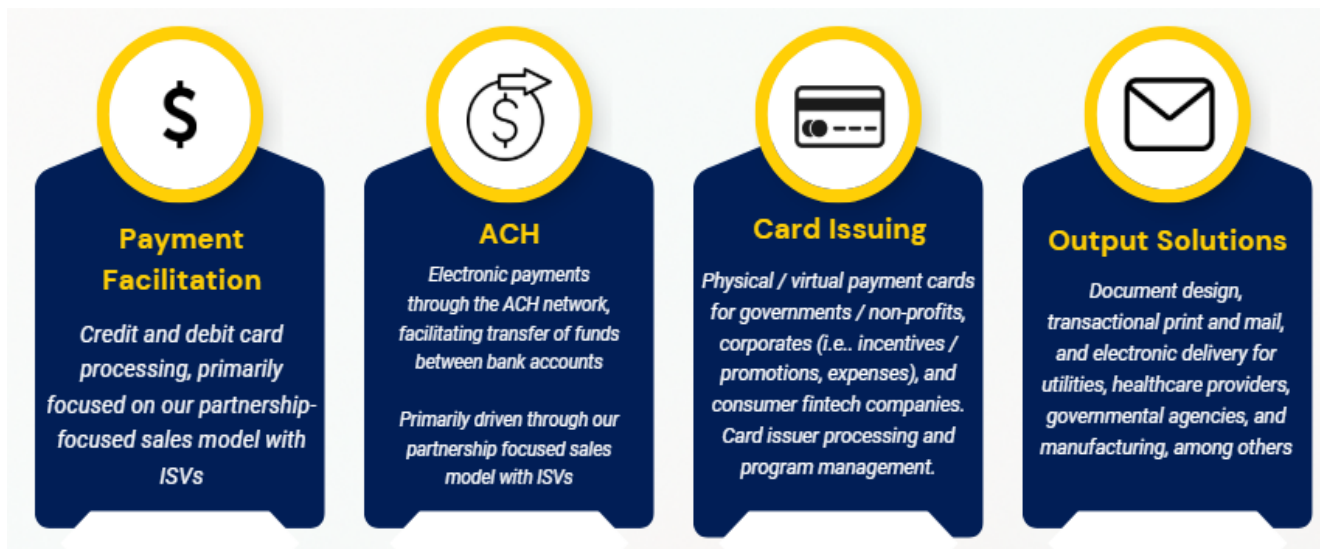 Payment
Facilitation
Credit and debit card
processing, primarily
focused on our partnership-
focused sales model with
ISVs
ACH
Electronic payments
through the ACH network,
facilitating transfer of funds
between bank accounts
Primarily driven through our
partnership focused sales
model with ISVs
Card Issuing
Physical / virtual payment cards
for governments / non-profits,
corporates (i.e.. incentives /
promotions, expenses), and
consumer fintech companies.
Card issuer processing and
program management.
Output Solutions
Document design,
transactional print and mail,
and electronic delivery for
utilities, healthcare providers,
governmental agencies, and
manufacturing, among others